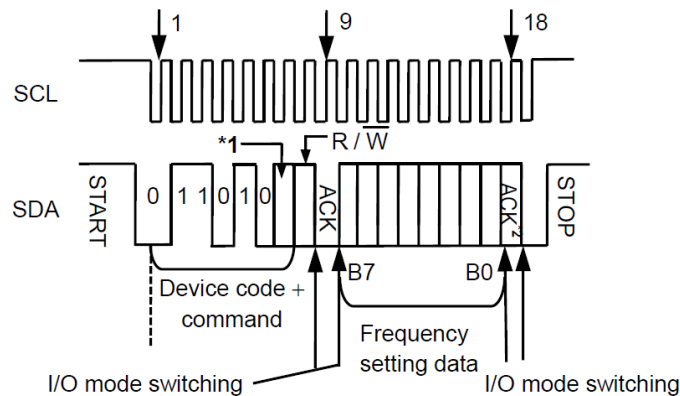 1 9 18
SCL
*1 R / W
SDA START 0 1 1 0 1 0 ACK ACK*2 STOP
B7 B0
Device code +
command
Frequency
setting data
I/O mode switching I/O mode switching